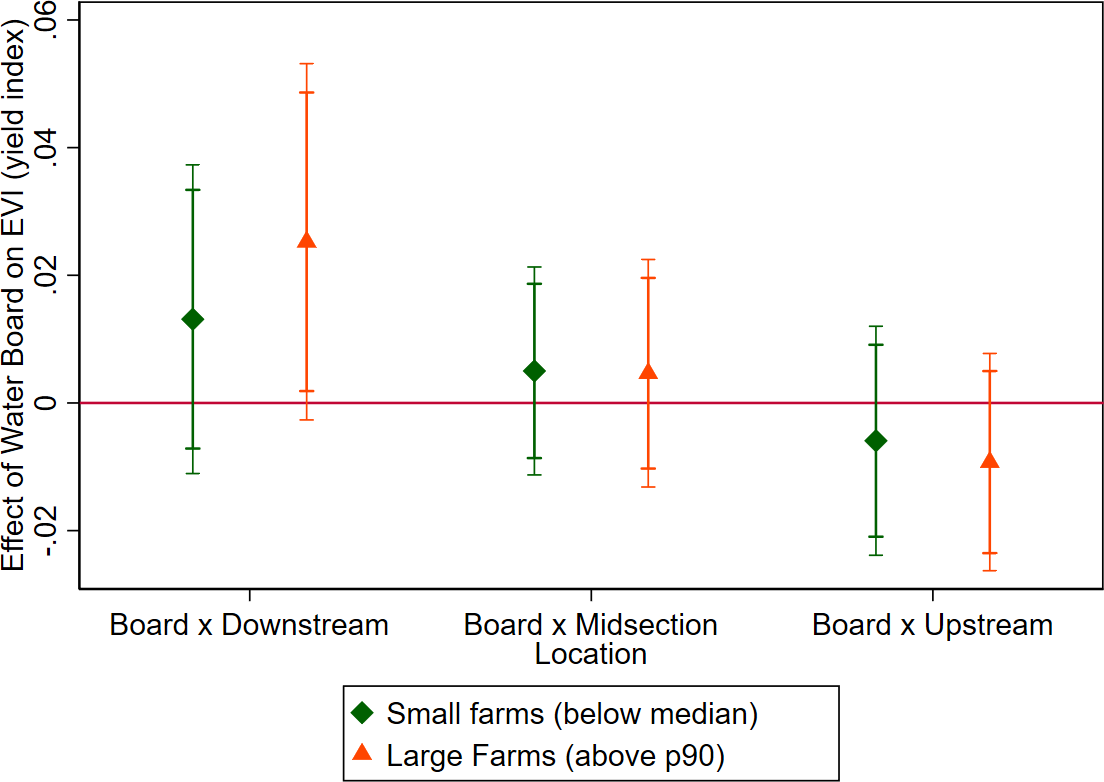 Effect of Water Board on EVI (yield index)
.06
.04
.02
0
-.02
Board x Downstream
Board x Midsection
Board x Upstream
Location
Small farms (below median)
Large Farms (above p90)